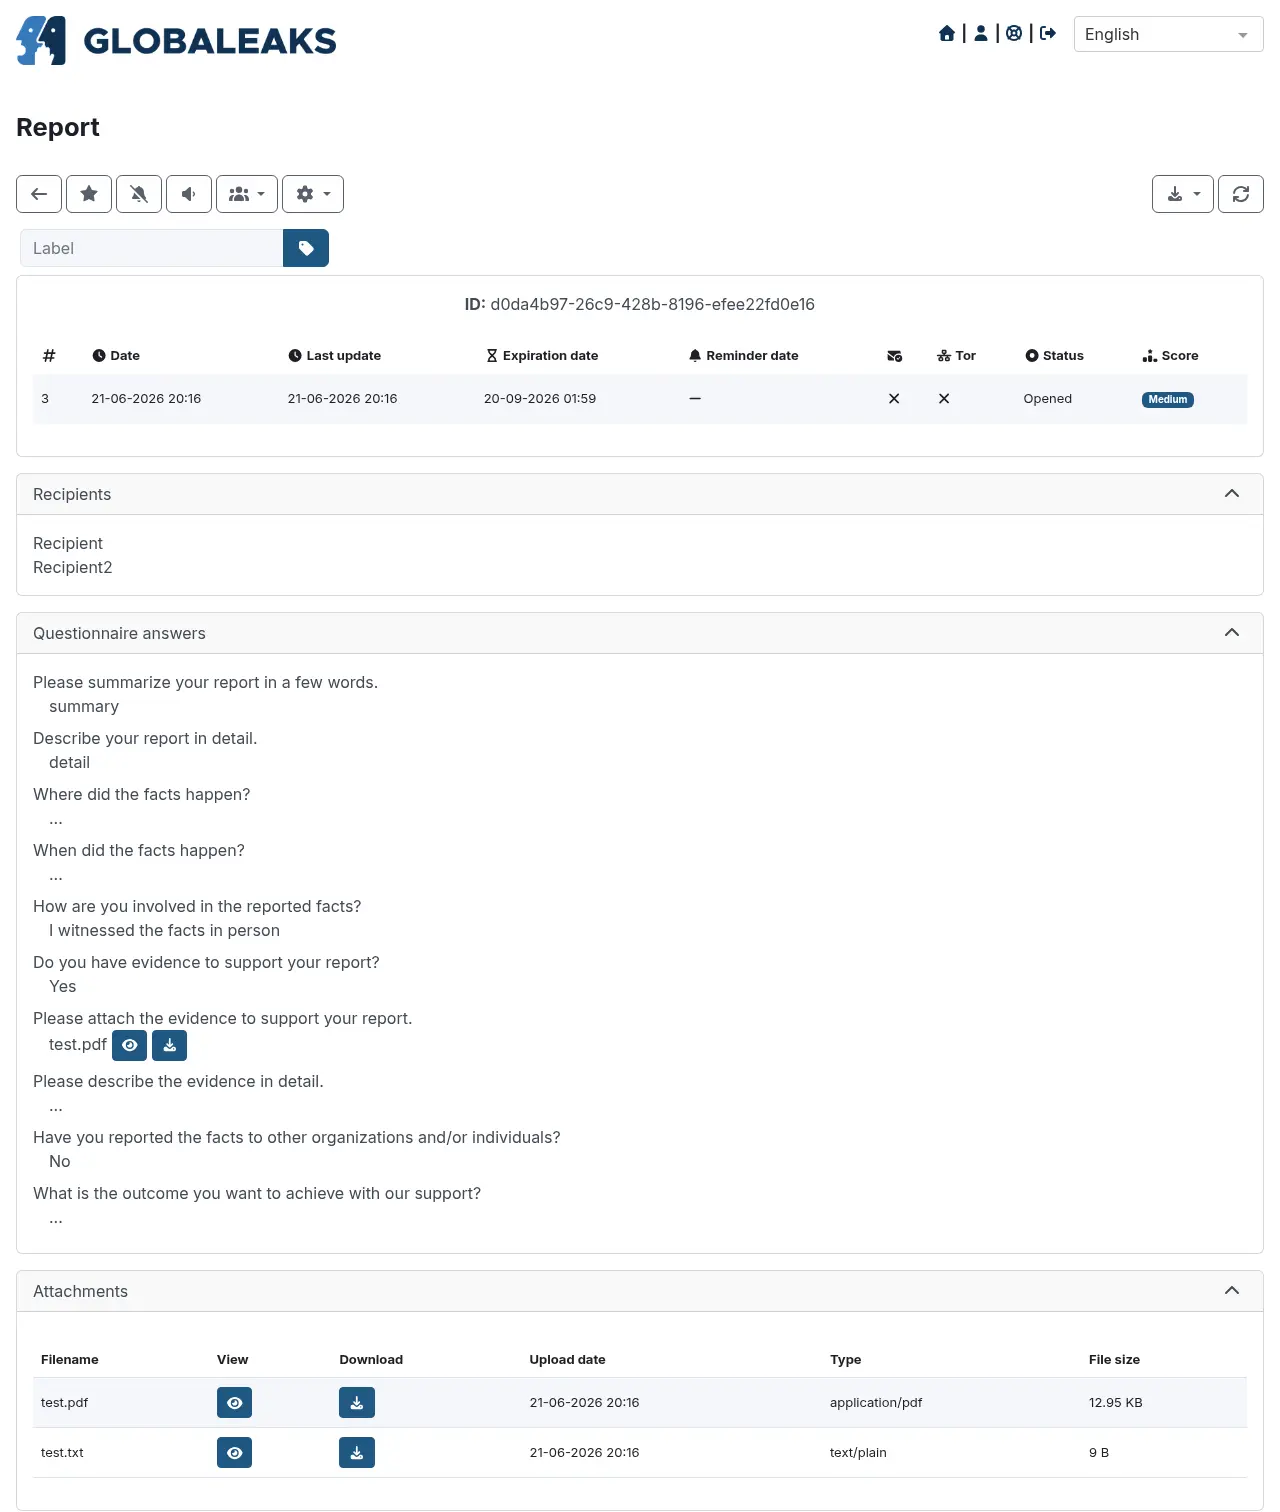 GLOBALEAKS
English
Report
Label
ID: d0da4b97-26c9-428b-8196-efee22fd0e16
# Date Last update Expiration date Reminder date Tor Status Score
3 21-06-2026 20:16 21-06-2026 20:16 20-09-2026 01:59 — Opened Medium
Recipients
Recipient
Recipient2
Questionnaire answers
Please summarize your report in a few words.
summary
Describe your report in detail.
detail
Where did the facts happen?
...
When did the facts happen?
...
How are you involved in the reported facts?
I witnessed the facts in person
Do you have evidence to support your report?
Yes
Please attach the evidence to support your report.
test.pdf
Please describe the evidence in detail.
...
Have you reported the facts to other organizations and/or individuals?
No
What is the outcome you want to achieve with our support?
...
Attachments
Filename View Download Upload date Type File size
test.pdf 21-06-2026 20:16 application/pdf 12.95 KB
test.txt 21-06-2026 20:16 text/plain 9 B